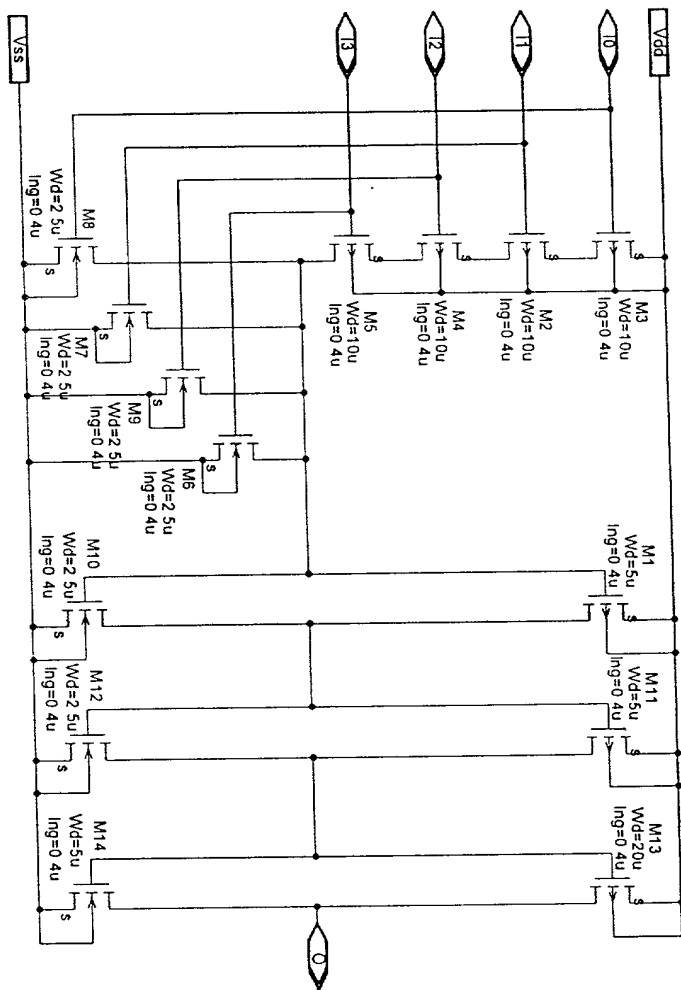 Vdd
I0
I1
I2
I3
Vss
M3
Wd=10u
lng=0 4u
M2
Wd=10u
lng=0 4u
M4
Wd=10u
lng=0 4u
M5
Wd=10u
lng=0 4u
M8
Wd=2 5u
lng=0 4u
M7
Wd=2 5u
lng=0 4u
M9
Wd=2 5u
lng=0 4u
M6
Wd=2 5u
lng=0 4u
M1
Wd=5u
lng=0 4u
M10
Wd=2 5u
lng=0 4u
M11
Wd=5u
lng=0 4u
M12
Wd=2 5u
lng=0 4u
M13
Wd=20u
lng=0 4u
M14
Wd=5u
lng=0 4u
O
s
s
s
s
s
s
s
s
s
s
s
s
s
s